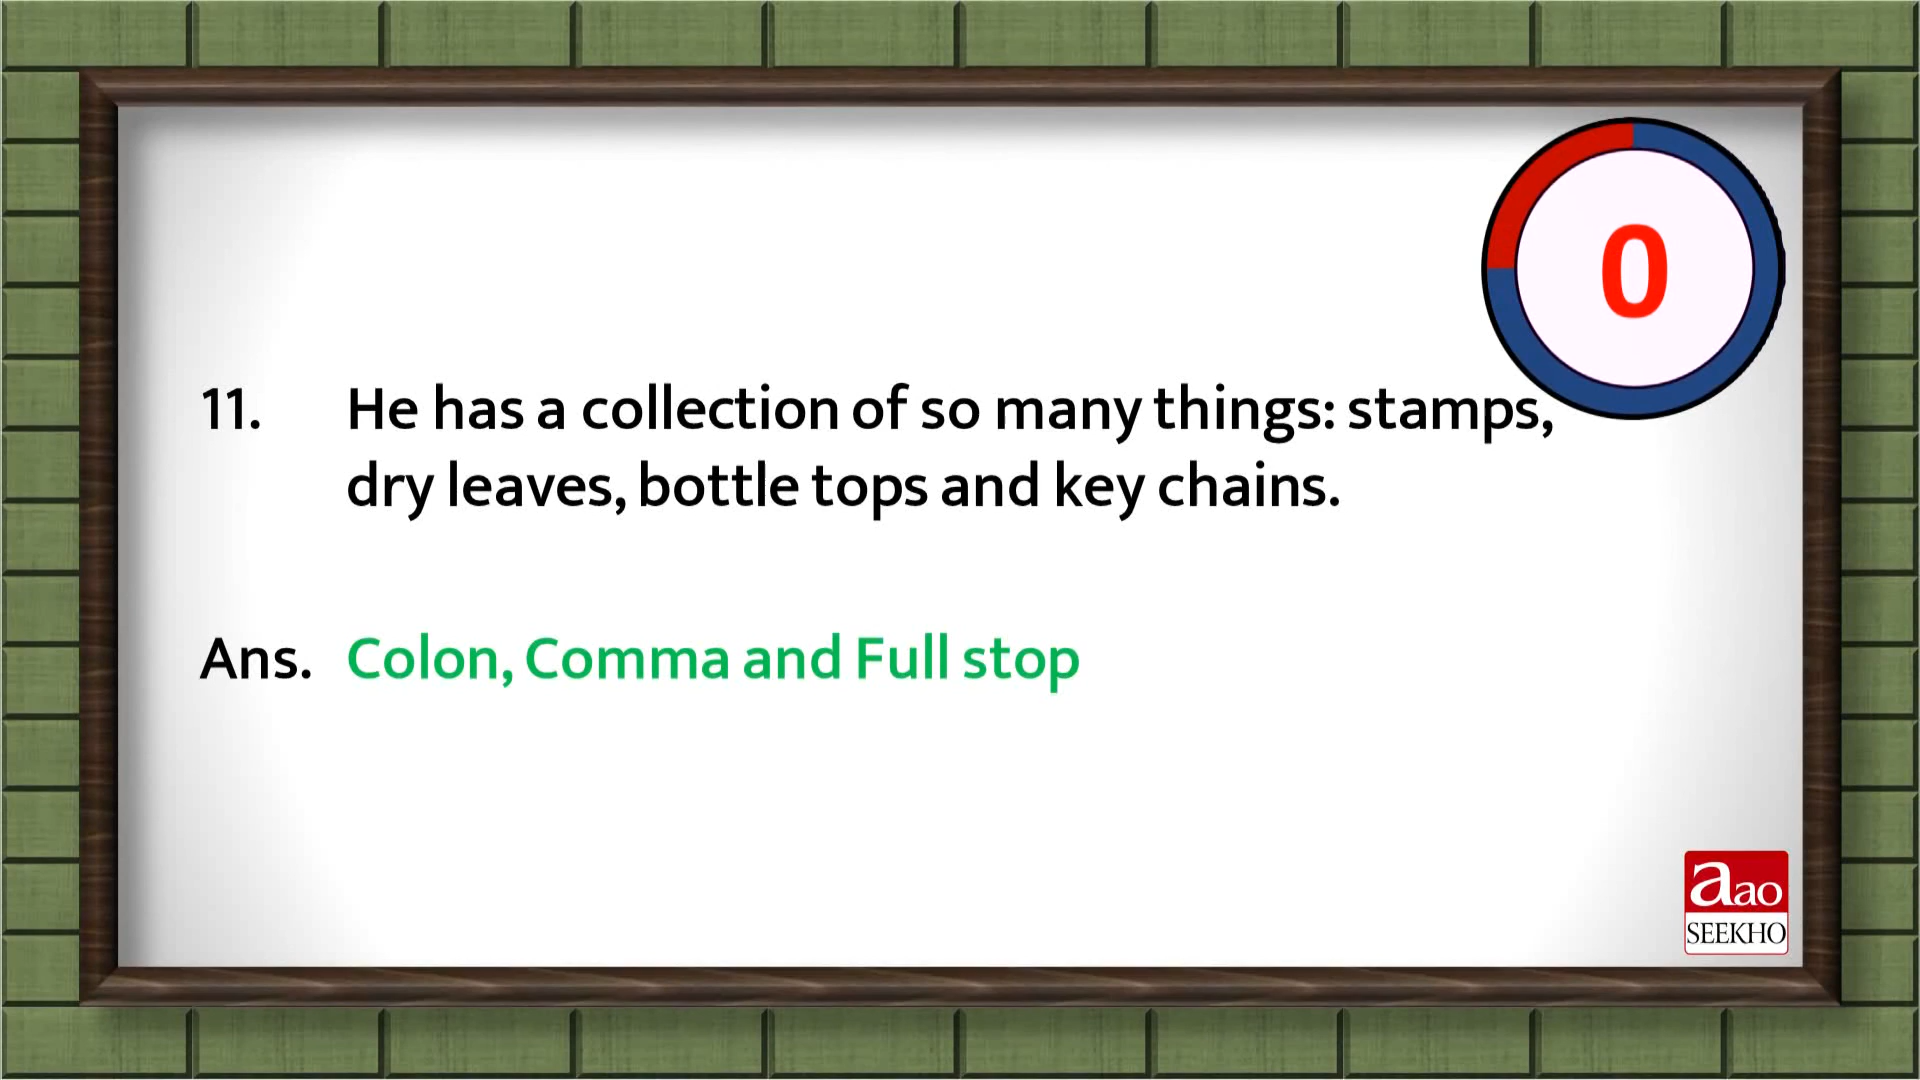 0
11. He has a collection of so many things: stamps,
dry leaves, bottle tops and key chains.
Ans. Colon, Comma and Full stop
aao
SEEKHO